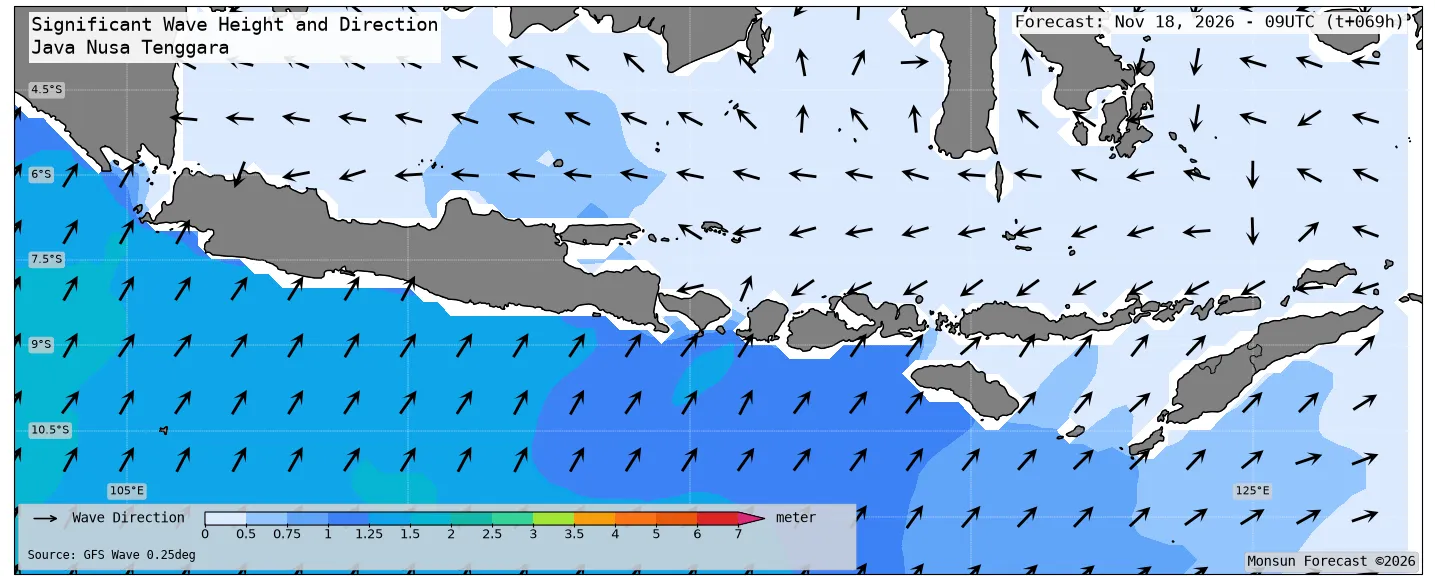 Significant Wave Height and Direction
Java Nusa Tenggara
Forecast: Nov 18, 2026 - 09UTC (t+069h)
4.5°S
6°S
7.5°S
9°S
10.5°S
105°E
125°E
Wave Direction
0 0.5 0.75 1 1.25 1.5 2 2.5 3 3.5 4 5 6 7
meter
Source: GFS Wave 0.25deg
Monsun Forecast ©2026